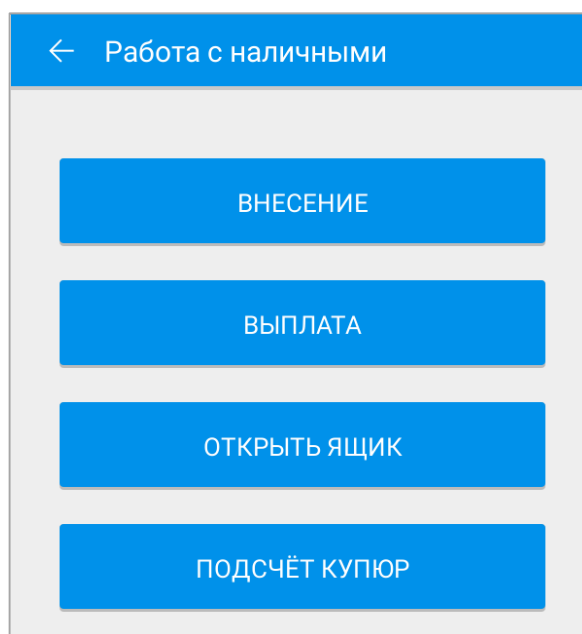 Работа с наличными
ВНЕСЕНИЕ
ВЫПЛАТА
ОТКРЫТЬ ЯЩИК
ПОДСЧЁТ КУПЮР